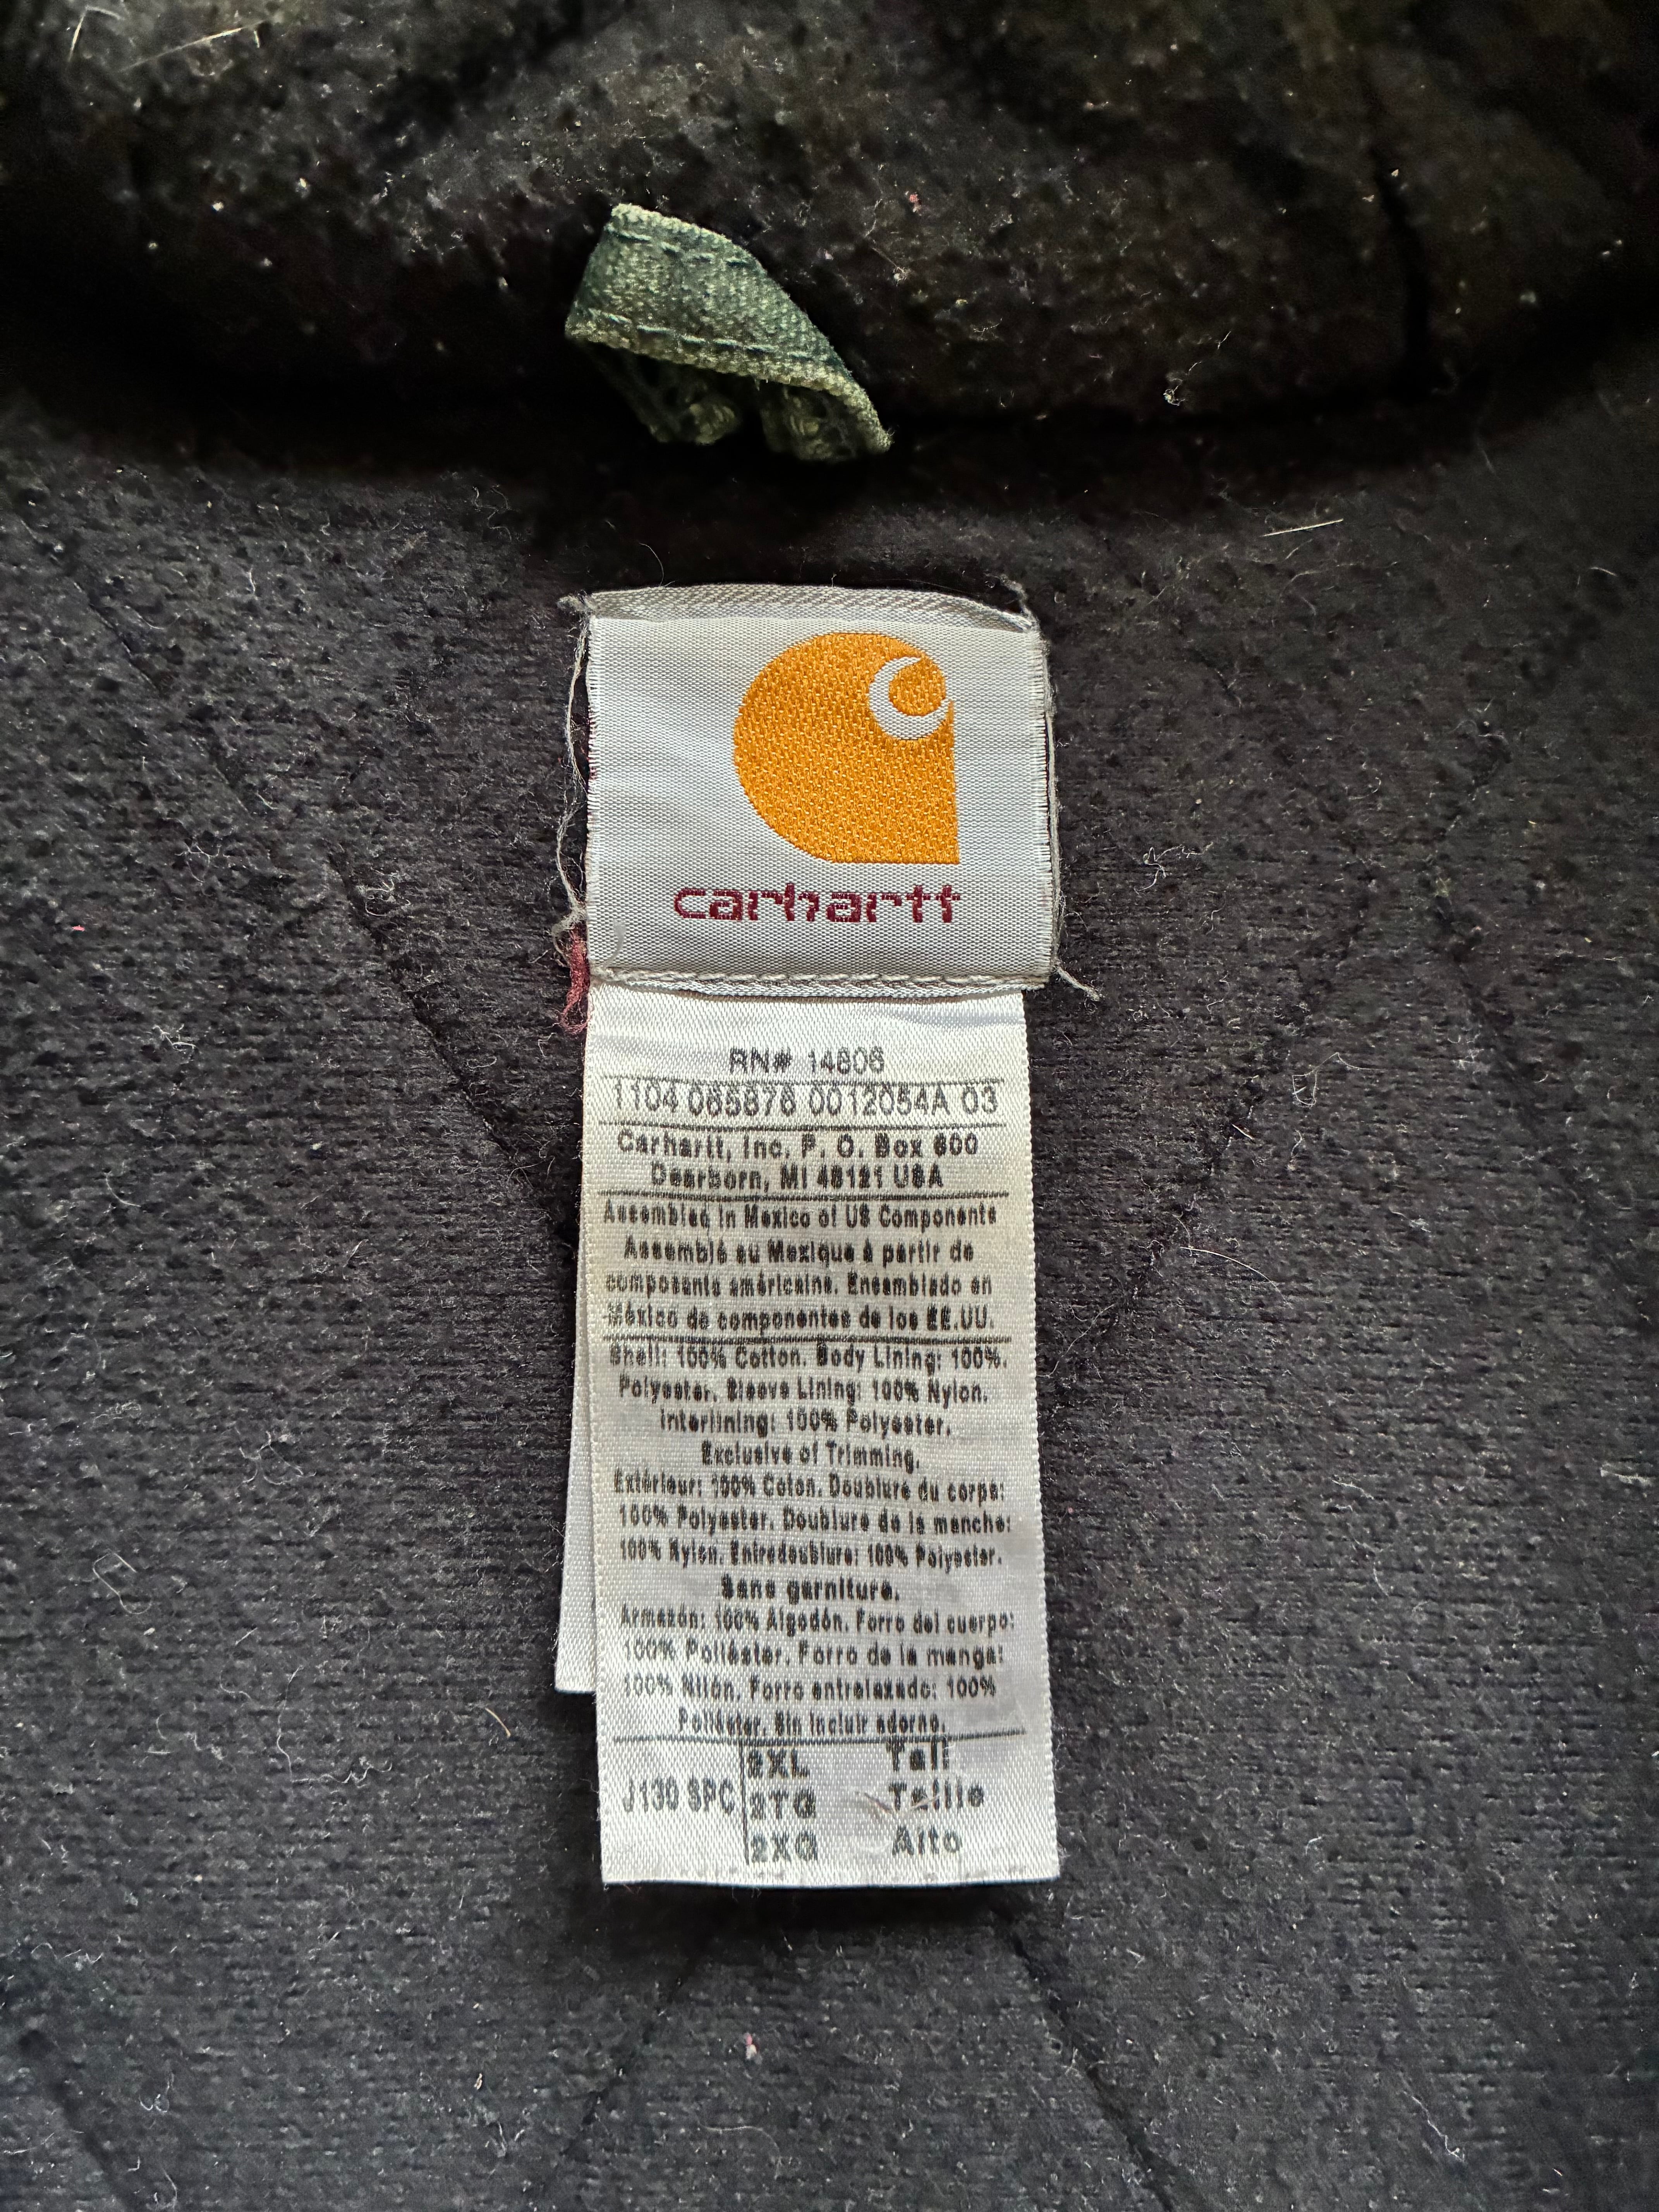 carhartt
RN# 14806
1104 065876 0012054A 03
Carhartt, Inc. P. O. Box 600
Dearborn, MI 48121 USA
Assembled in Mexico of US Components
Assemblé au Mexique à partir de
composants américains. Ensamblado en
México de componentes de los EE.UU.
Shell: 100% Cotton. Body Lining: 100%.
Polyester. Sleeve Lining: 100% Nylon.
Interlining: 100% Polyester.
Exclusive of Trimming.
Extérieur: 100% Coton. Doublure du corps:
100% Polyester. Doublure de la manche:
100% Nylon. Entredoublure: 100% Polyester.
Sans garniture.
Armazón: 100% Algodón. Forro del cuerpo:
100% Poliéster. Forro de la manga:
100% Nilón. Forro entrelazado: 100%
Poliéster. Sin incluir adorno.
2XL Tall
J130 SPC 2TG Taille
2XG Alto